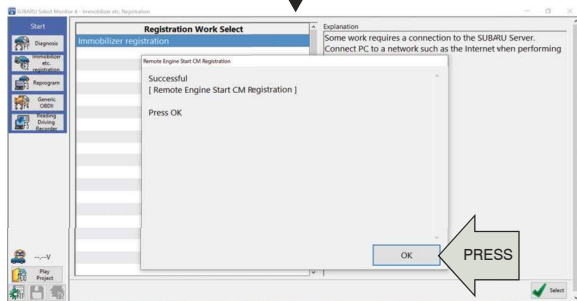 SUBARU Select Monitor 4 - Immobilizer etc. Registration
Start
Diagnosis
Immobilizer
etc.
registration
Reprogram
Generic
OBDII
Reading
Driving
Recorder
--.--V
Play
Project
Registration Work Select
Immobilizer registration
Explanation
Some work requires a connection to the SUBARU Server.
Connect PC to a network such as the Internet when performing
Remote Engine Start CM Registration
Successful
[ Remote Engine Start CM Registration ]
Press OK
OK
PRESS
Select